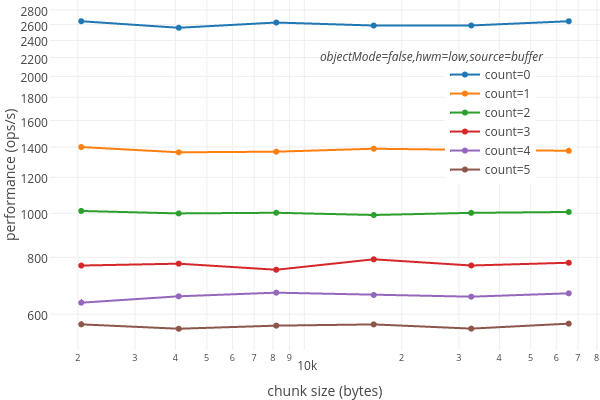 2800
2600
2400
2200
2000
1800
1600
1400
1200
1000
800
600
performance (ops/s)
objectMode=false,hwm=low,source=buffer
count=0
count=1
count=2
count=3
count=4
count=5
2 3 4 5 6 7 8 9 10k 2 3 4 5 6 7 8
chunk size (bytes)